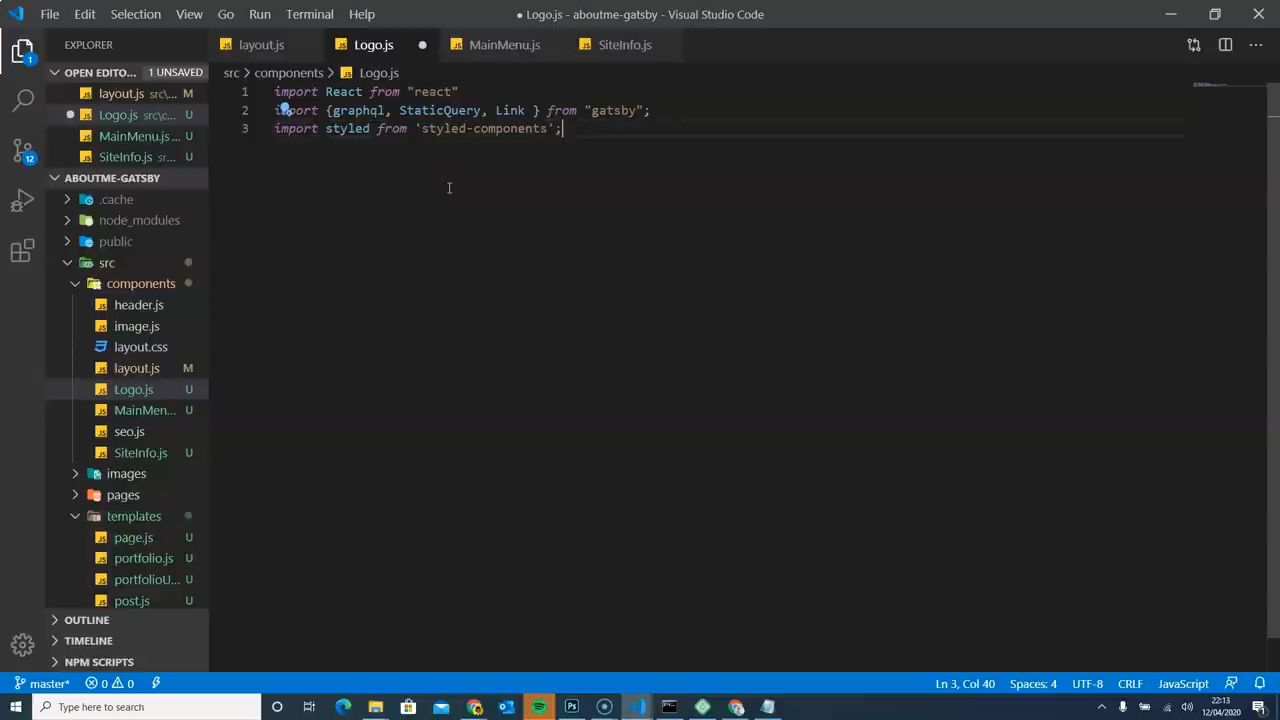 File Edit Selection View Go Run Terminal Help
● Logo.js - aboutme-gatsby - Visual Studio Code
EXPLORER
layout.js Logo.js MainMenu.js SiteInfo.js
OPEN EDITO... 1 UNSAVED
src > components > Logo.js
layout.js src\... M
Logo.js src\c... U
MainMenu.js ... U
SiteInfo.js sr... U
1 import React from "react"
2 import {graphql, StaticQuery, Link } from "gatsby";
3 import styled from 'styled-components';
ABOUTME-GATSBY
.cache
node_modules
public
src
components
header.js
image.js
layout.css
layout.js M
Logo.js U
MainMen... U
seo.js
SiteInfo.js U
images
pages
templates
page.js U
portfolio.js U
portfolioU... U
post.js U
OUTLINE
TIMELINE
NPM SCRIPTS
1
12
master* 0 0
Ln 3, Col 40 Spaces: 4 UTF-8 CRLF JavaScript
Type here to search
22:13
12/04/2020